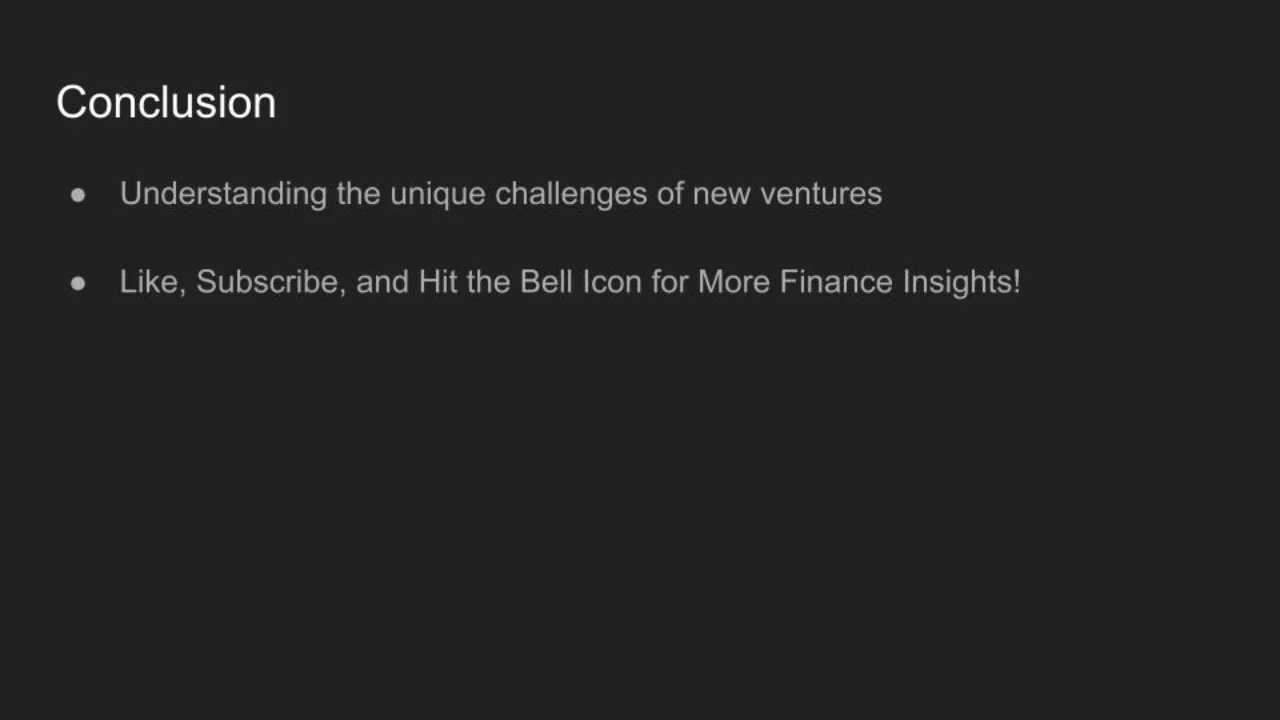 Conclusion
● Understanding the unique challenges of new ventures
● Like, Subscribe, and Hit the Bell Icon for More Finance Insights!